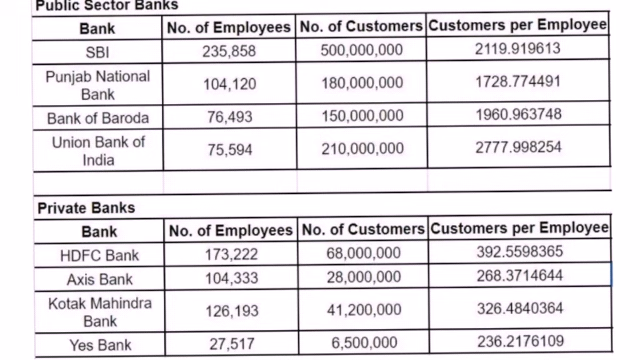 Public Sector Banks
Bank No. of Employees No. of Customers Customers per Employee
SBI 235,858 500,000,000 2119.919613
Punjab National
Bank 104,120 180,000,000 1728.774491
Bank of Baroda 76,493 150,000,000 1960.963748
Union Bank of
India 75,594 210,000,000 2777.998254
Private Banks
Bank No. of Employees No. of Customers Customers per Employee
HDFC Bank 173,222 68,000,000 392.5598365
Axis Bank 104,333 28,000,000 268.3714644
Kotak Mahindra
Bank 126,193 41,200,000 326.4840364
Yes Bank 27,517 6,500,000 236.2176109